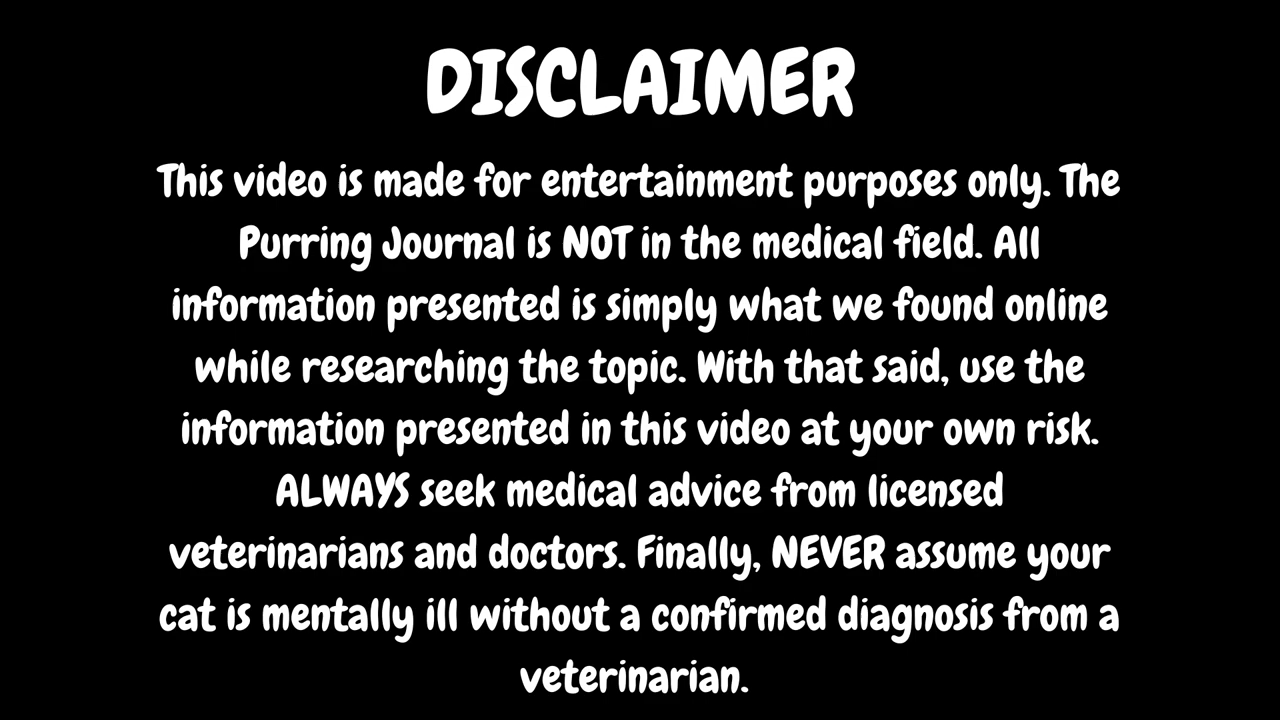 DISCLAIMER
This video is made for entertainment purposes only. The
Purring Journal is NOT in the medical field. All
information presented is simply what we found online
while researching the topic. With that said, use the
information presented in this video at your own risk.
ALWAYS seek medical advice from licensed
veterinarians and doctors. Finally, NEVER assume your
cat is mentally ill without a confirmed diagnosis from a
veterinarian.